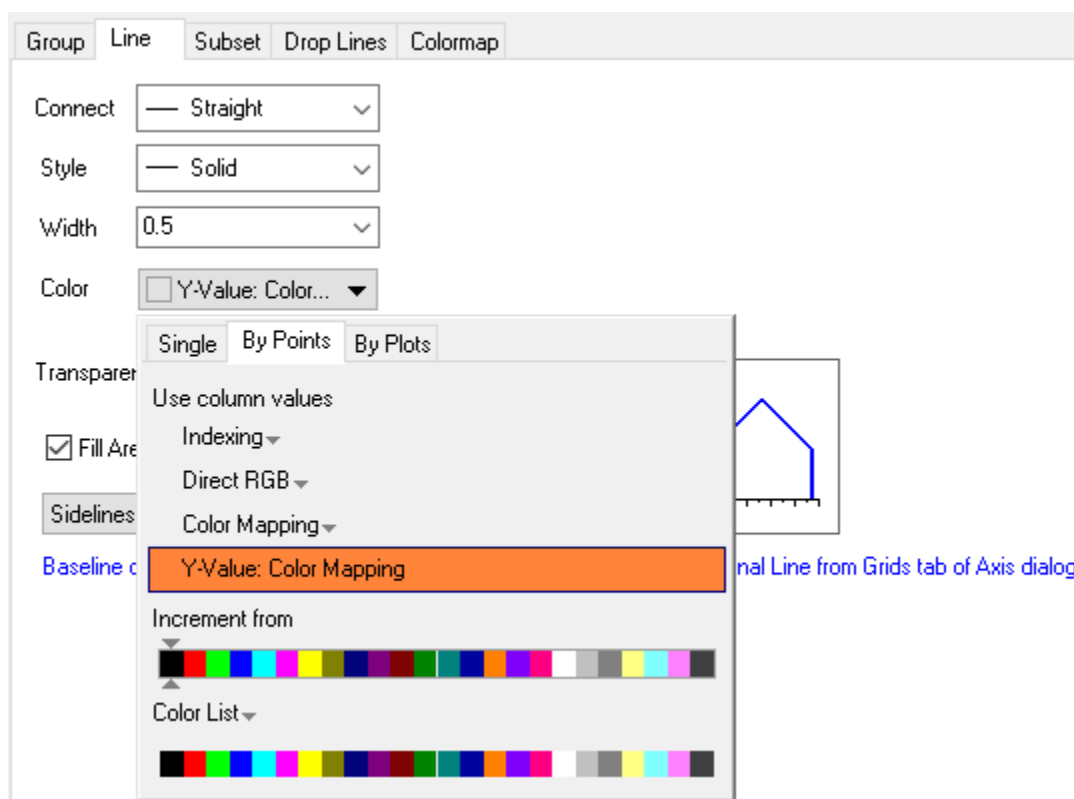 Group Line Subset Drop Lines Colormap
Connect Straight
Style Solid
Width 0.5
Color Y-Value: Color...
Single By Points By Plots
Use column values
Indexing
Direct RGB
Color Mapping
Y-Value: Color Mapping
Increment from
Color List
Transparen
Fill Are
Sidelines
Baseline nal Line from Grids tab of Axis dialog